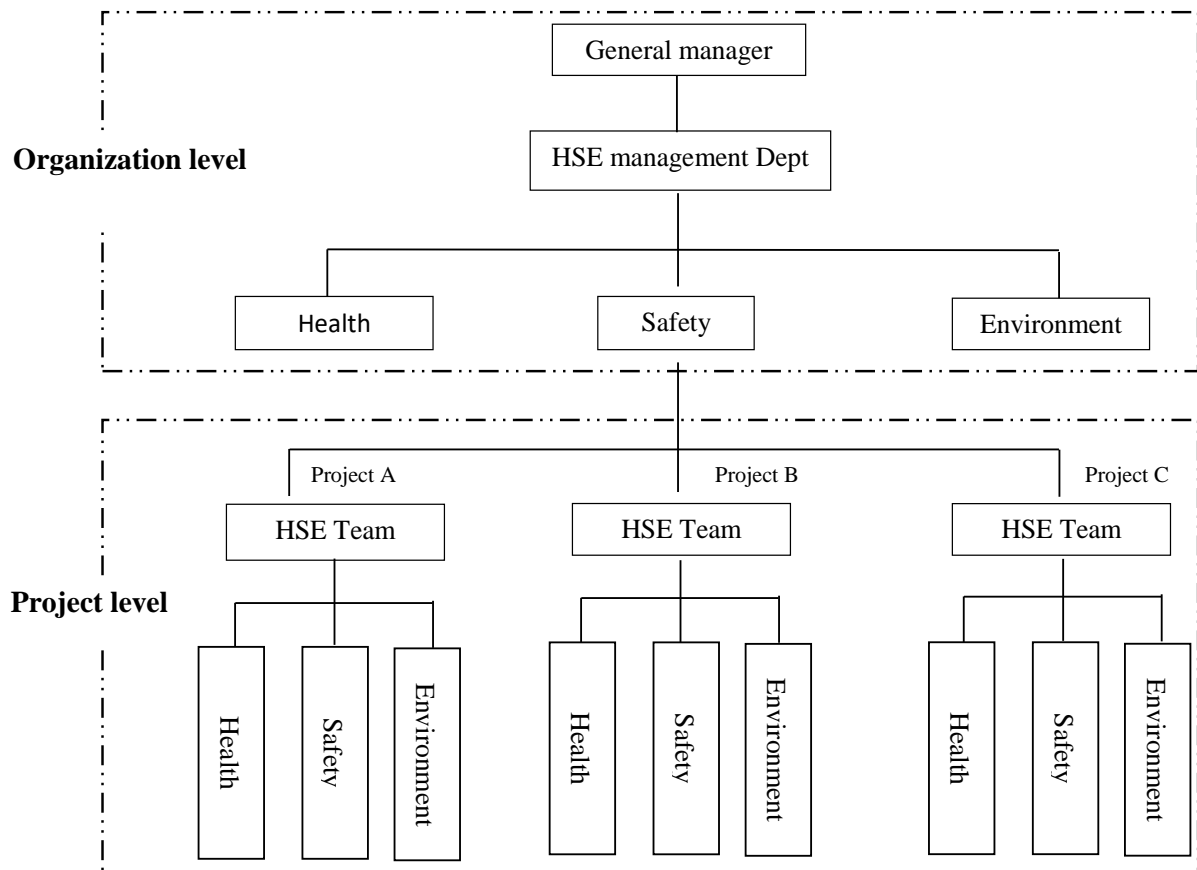 General manager
HSE management Dept
Organization level
Health
Safety
Environment
Project A
Project B
Project C
HSE Team
HSE Team
HSE Team
Project level
Health
Safety
Environment
Health
Safety
Environment
Health
Safety
Environment